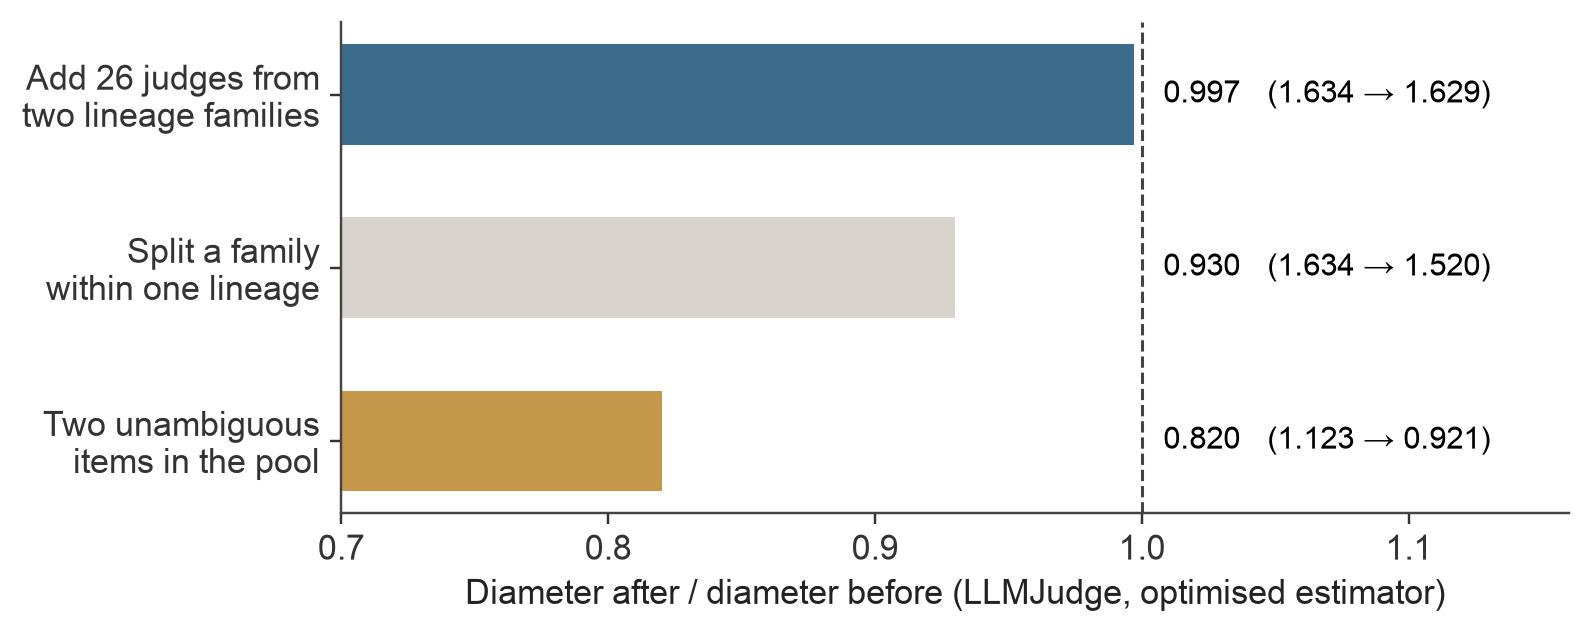 Add 26 judges from
two lineage families
0.997 (1.634 → 1.629)
Split a family
within one lineage
0.930 (1.634 → 1.520)
Two unambiguous
items in the pool
0.820 (1.123 → 0.921)
0.7 0.8 0.9 1.0 1.1
Diameter after / diameter before (LLMJudge, optimised estimator)